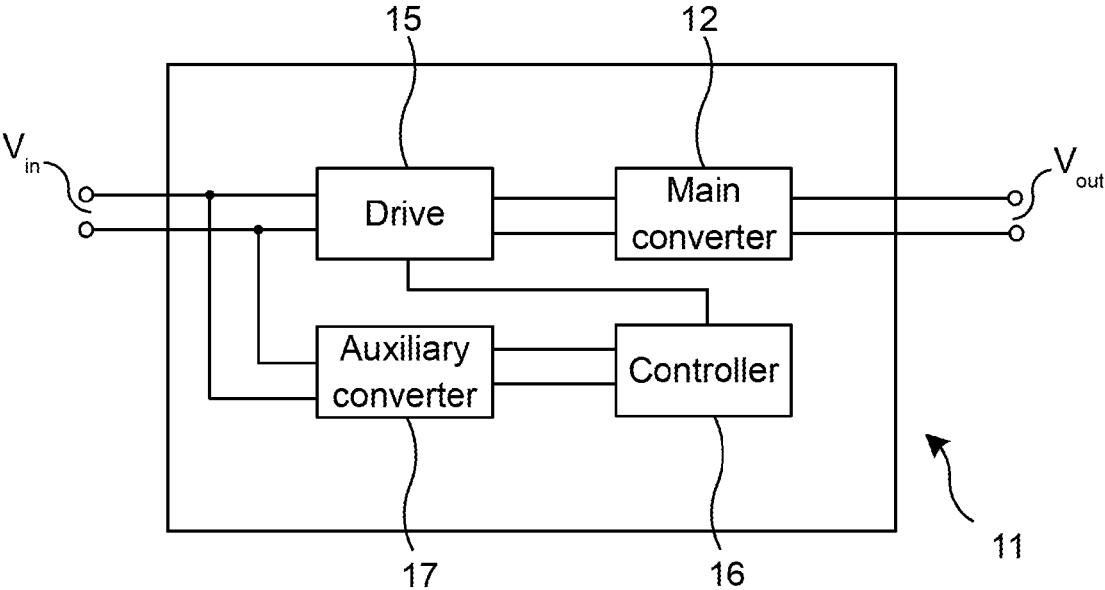 15
12
Vin
Vout
Drive
Main
converter
Auxiliary
converter
Controller
11
17
16